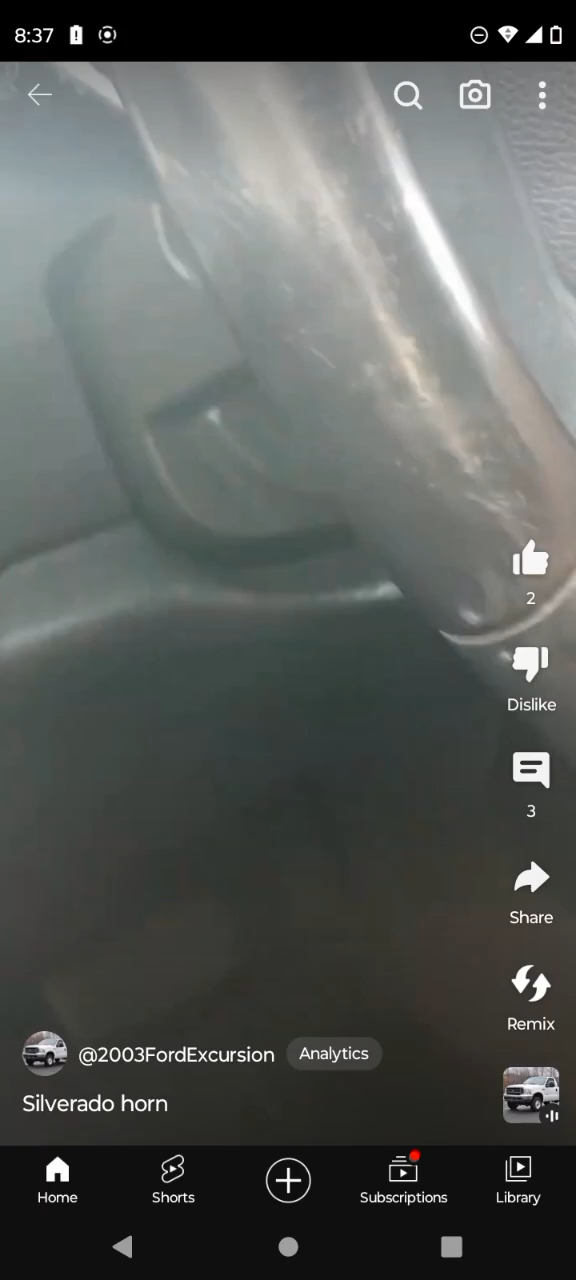 8:37
2
Dislike
3
Share
Remix
@2003FordExcursion
Analytics
Silverado horn
Home
Shorts
Subscriptions
Library